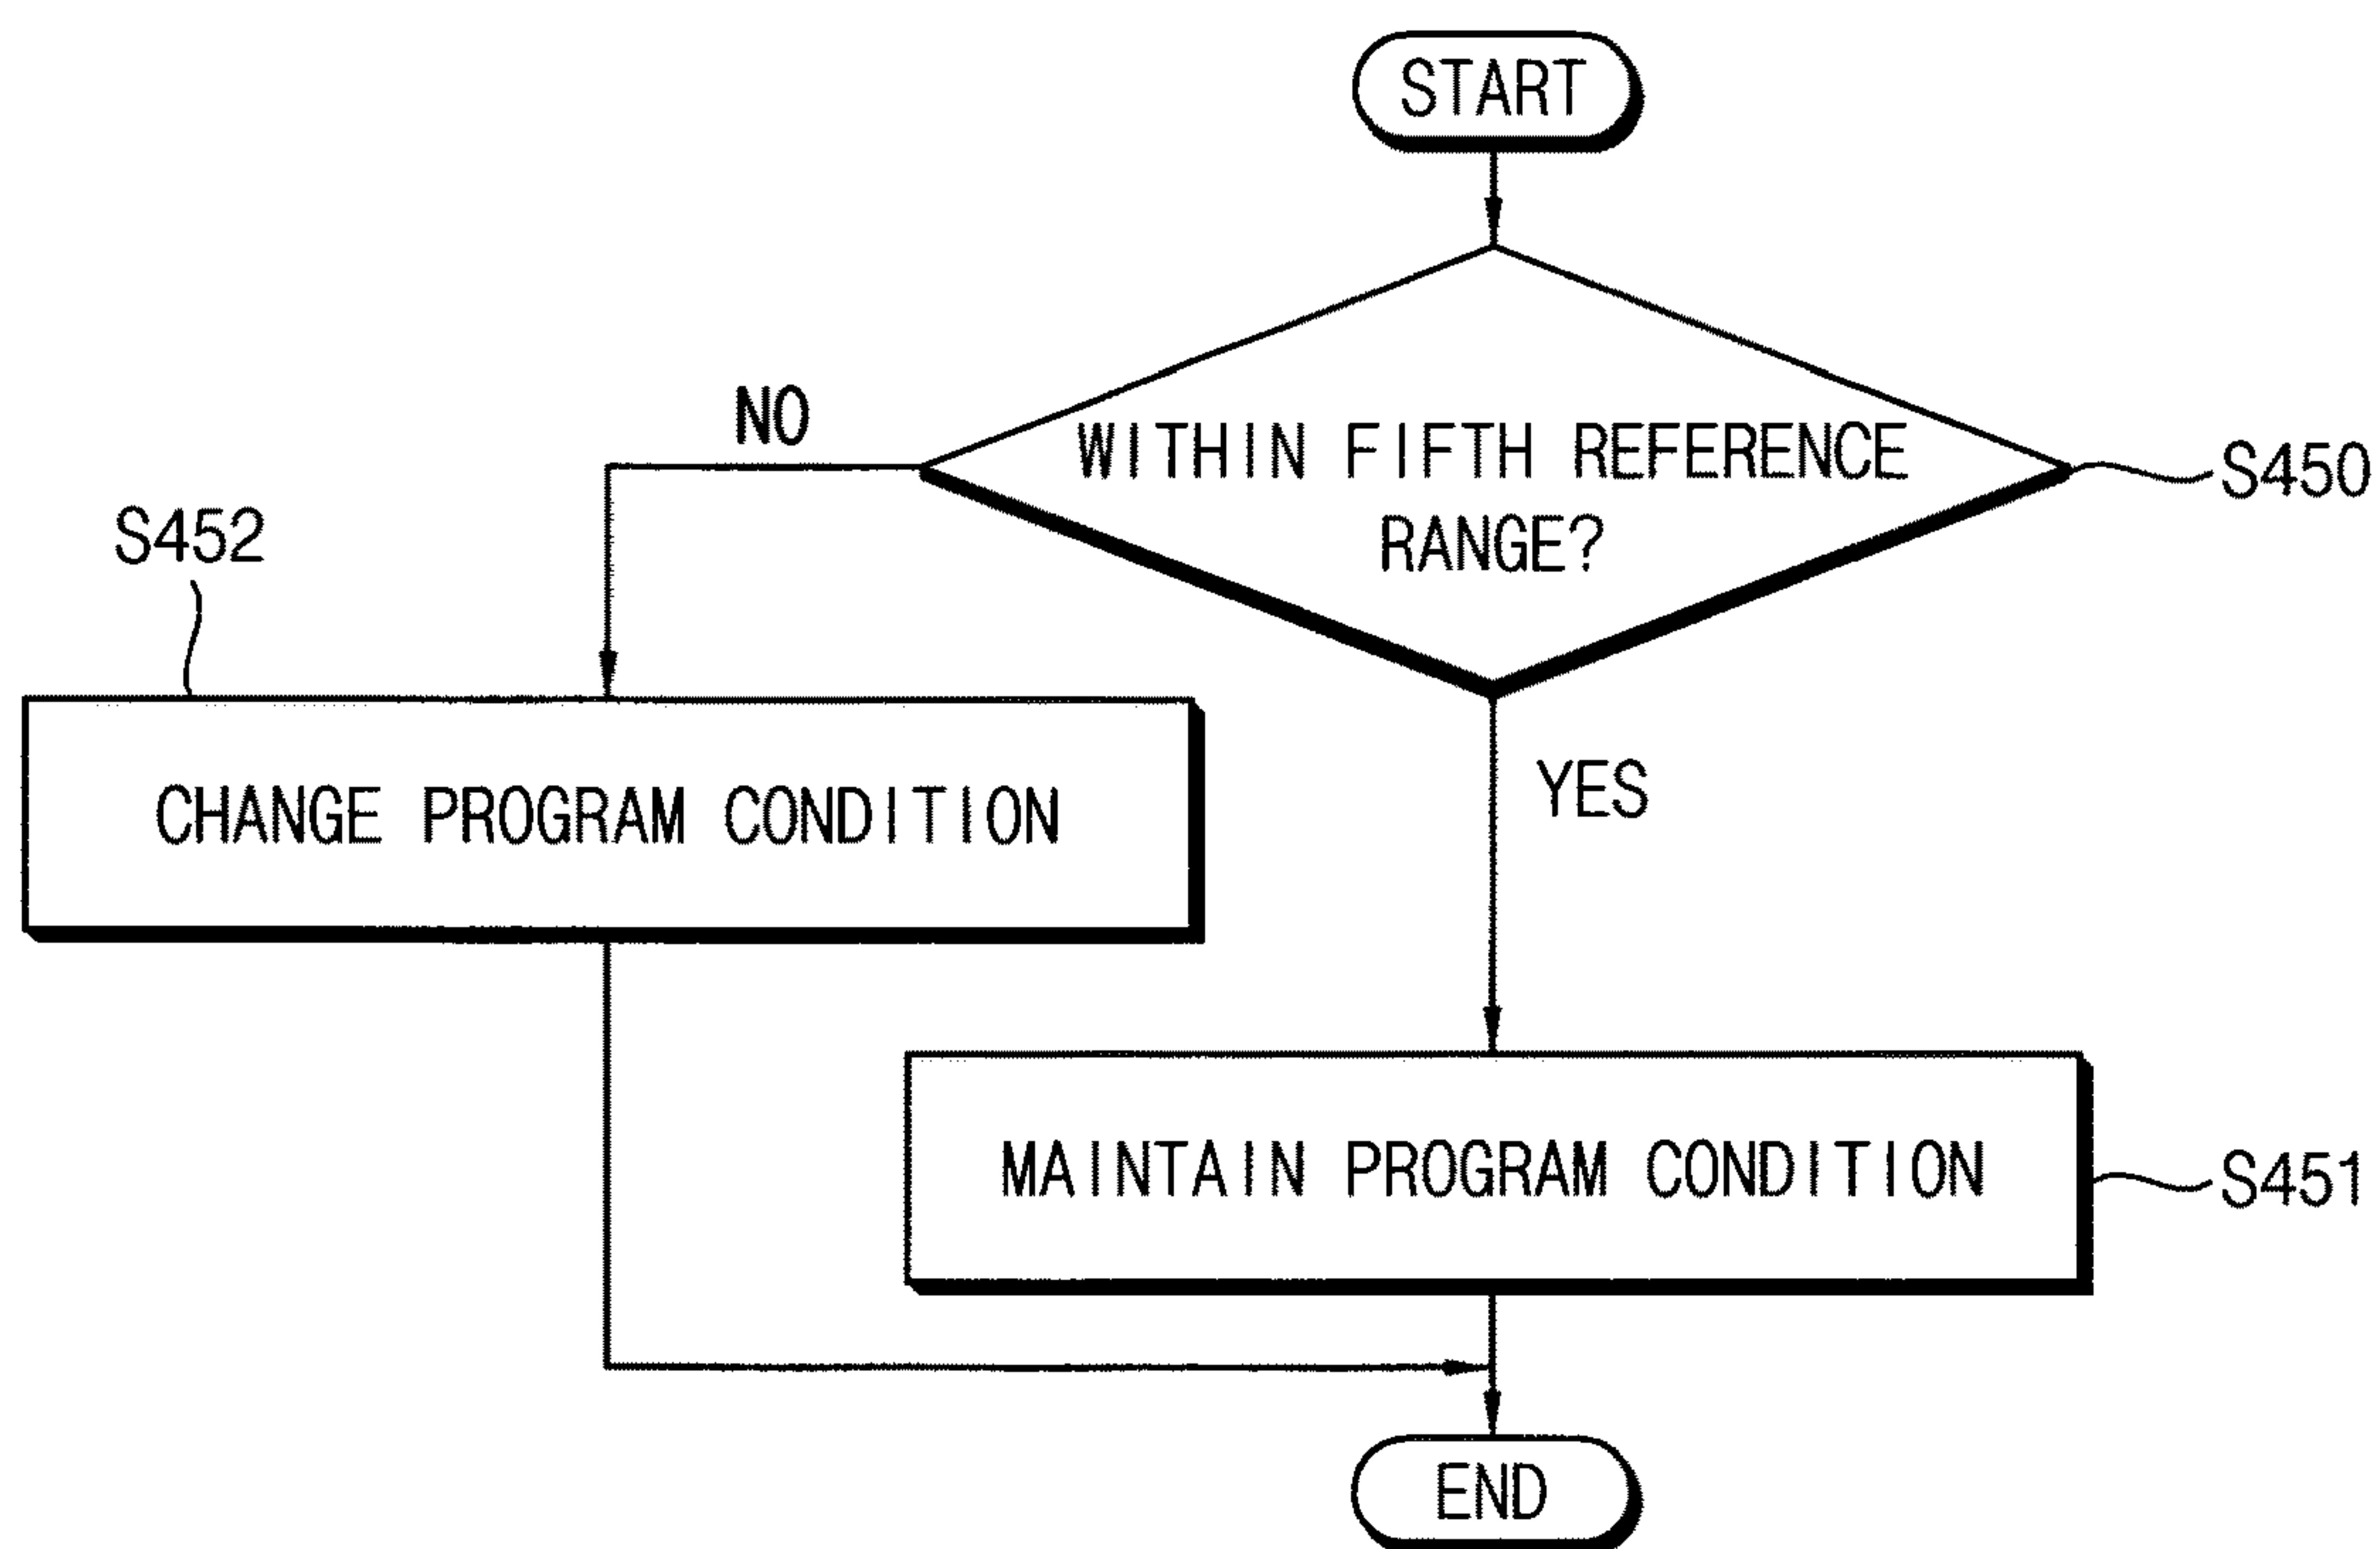 START
NO
WITHIN FIFTH REFERENCE
RANGE?
S450
S452
CHANGE PROGRAM CONDITION
YES
MAINTAIN PROGRAM CONDITION
S451
END